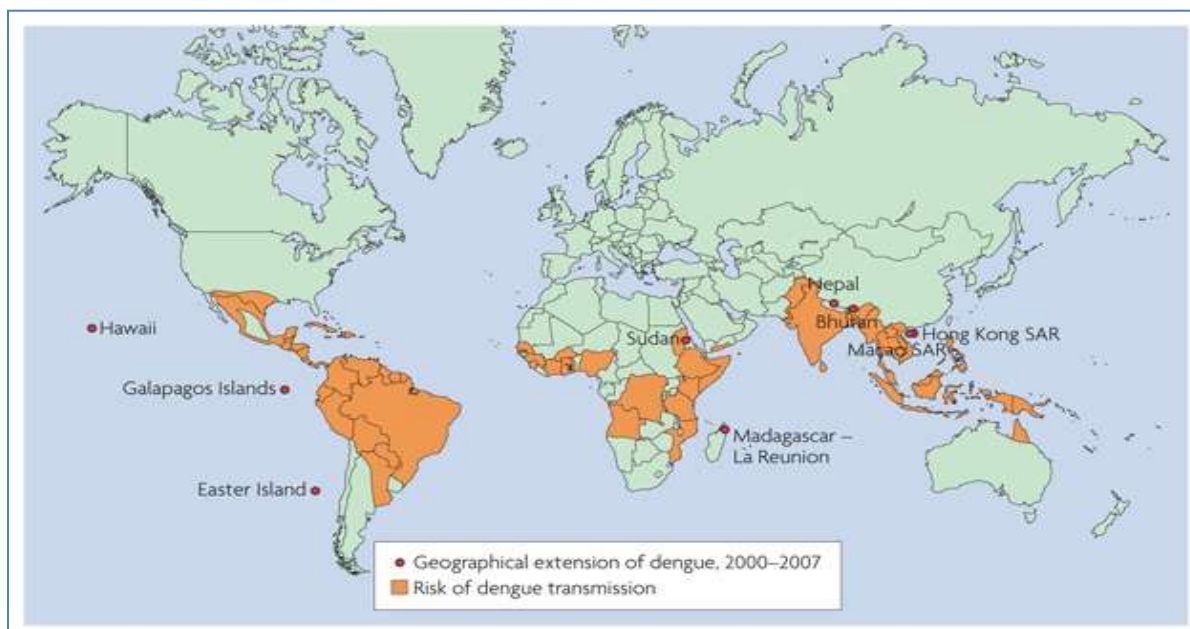 Nepal
Hawaii
Bhutan
Sudan
Hong Kong SAR
Macao SAR
Galapagos Islands
Madagascar –
La Reunion
Easter Island
Geographical extension of dengue, 2000–2007
Risk of dengue transmission